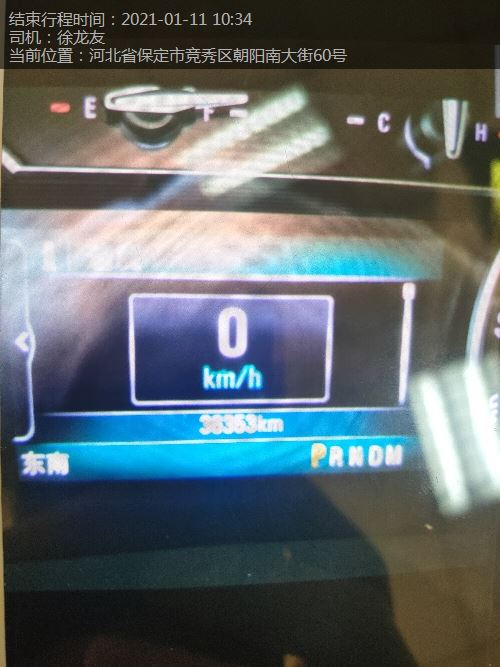 结束行程时间：2021-01-11 10:34
司机：徐龙友
当前位置：河北省保定市竞秀区朝阳南大街60号
E F C H
0
km/h
东南 PRNDM